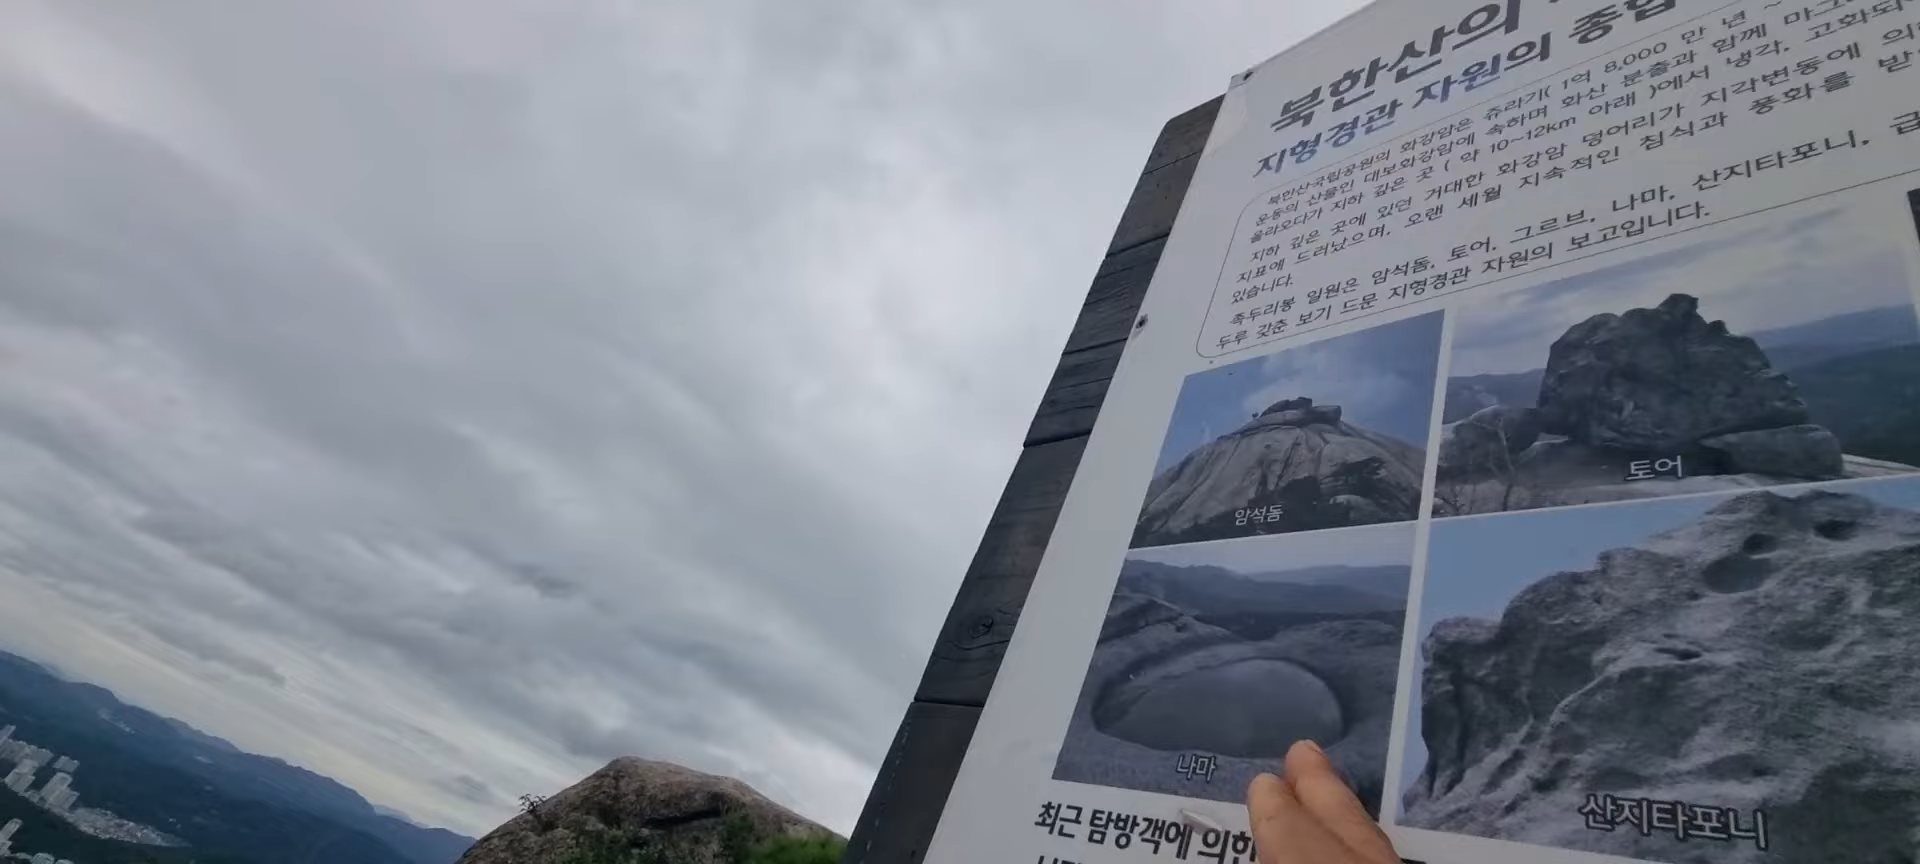 북한산의
지형경관 자원의 종합
북한산국립공원의 화강암은 쥬라기( 1억 8,000 만 년 ~
운동의 산물인 대보화강암에 속하며 화산 분출과 함께 마그
올라오다가 지하 깊은 곳 ( 약 10~12km 아래 )에서 냉각, 고화되
지하 깊은 곳에 있던 거대한 화강암 덩어리가 지각변동에 의
지표에 드러났으며, 오랜 세월 지속적인 침식과 풍화를 받
있습니다.
족두리봉 일원은 암석돔, 토어, 그르브, 나마, 산지타포니, 급
두루 갖춘 보기 드문 지형경관 자원의 보고입니다.
암석돔
토어
나마
산지타포니
최근 탐방객에 의한